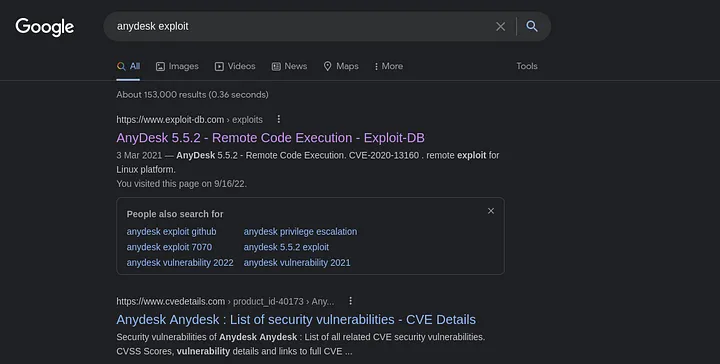 Google
anydesk exploit
All Images Videos News Maps More Tools
About 153,000 results (0.36 seconds)
https://www.exploit-db.com › exploits
AnyDesk 5.5.2 - Remote Code Execution - Exploit-DB
3 Mar 2021 — AnyDesk 5.5.2 - Remote Code Execution. CVE-2020-13160 . remote exploit for
Linux platform.
You visited this page on 9/16/22.
People also search for
anydesk exploit github anydesk privilege escalation
anydesk exploit 7070 anydesk 5.5.2 exploit
anydesk vulnerability 2022 anydesk vulnerability 2021
https://www.cvedetails.com › product_id-40173 › Any...
Anydesk Anydesk : List of security vulnerabilities - CVE Details
Security vulnerabilities of Anydesk Anydesk : List of all related CVE security vulnerabilities.
CVSS Scores, vulnerability details and links to full CVE ...